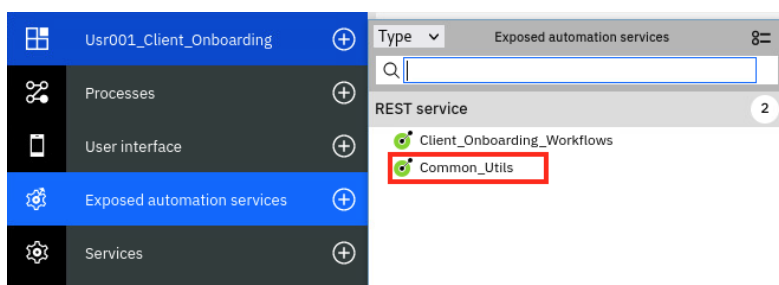 Usr001_Client_Onboarding
Processes
User interface
Exposed automation services
Services
Type
Exposed automation services
REST service
2
Client_Onboarding_Workflows
Common_Utils